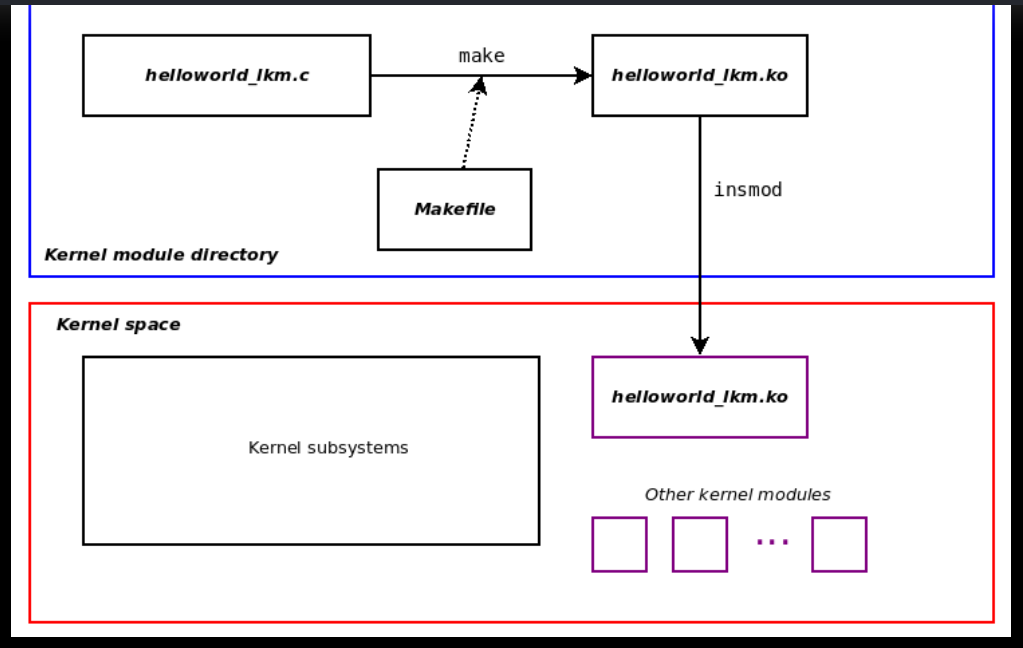 helloworld_lkm.c
make
helloworld_lkm.ko
Makefile
insmod
Kernel module directory
Kernel space
Kernel subsystems
helloworld_lkm.ko
Other kernel modules
...